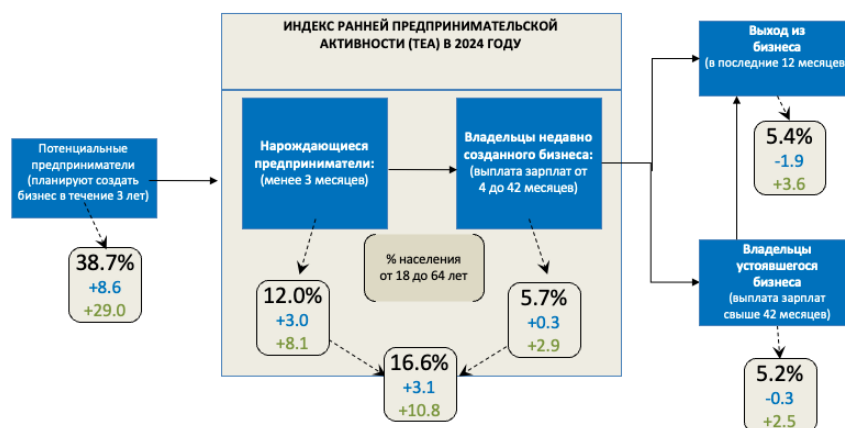 ИНДЕКС РАННЕЙ ПРЕДПРИНИМАТЕЛЬСКОЙ
АКТИВНОСТИ (TEA) В 2024 ГОДУ
Потенциальные
предприниматели
(планируют создать
бизнес в течение 3 лет)
38.7%
+8.6
+29.0
Нарождающиеся
предприниматели:
(менее 3 месяцев)
12.0%
+3.0
+8.1
% населения
от 18 до 64 лет
Владельцы недавно
созданного бизнеса:
(выплата зарплат от
4 до 42 месяцев)
5.7%
+0.3
+2.9
16.6%
+3.1
+10.8
Выход из
бизнеса
(в последние 12 месяцев
5.4%
-1.9
+3.6
Владельцы
устоявшегося
бизнеса
(выплата зарплат
свыше 42 месяцев)
5.2%
-0.3
+2.5